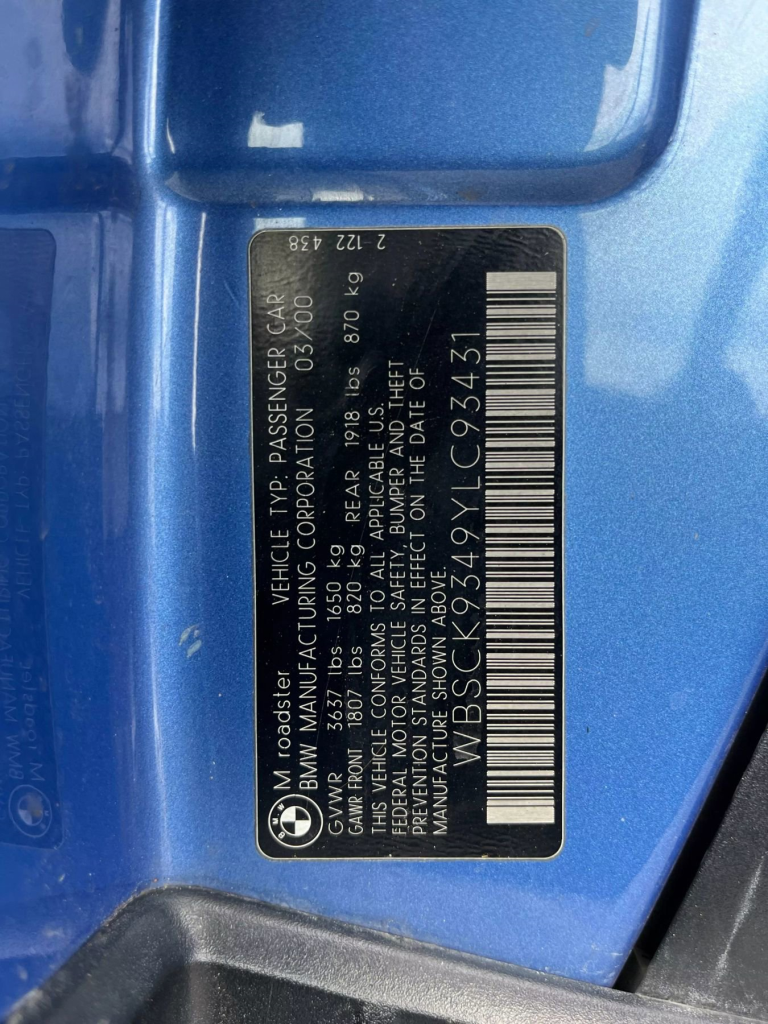 M roadster VEHICLE TYP: PASSENGER CAR
BMW MANUFACTURING CORPORATION 03/00
GVWR 3637 lbs 1650 kg
GAWR FRONT 1807 lbs 820 kg REAR 1918 lbs 870 kg
THIS VEHICLE CONFORMS TO ALL APPLICABLE U.S.
FEDERAL MOTOR VEHICLE SAFETY, BUMPER AND THEFT
PREVENTION STANDARDS IN EFFECT ON THE DATE OF
MANUFACTURE SHOWN ABOVE.
WBSCK9349YLC93431
2 122 438
BMW